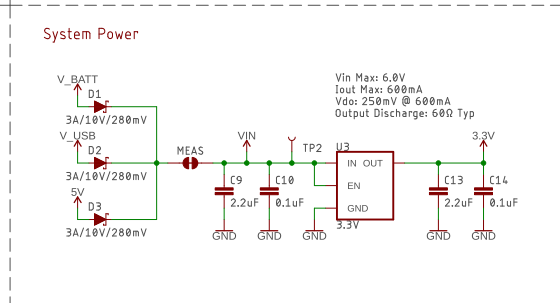 System Power
Vin Max: 6.0V
Iout Max: 600mA
Vdo: 250mV @ 600mA
Output Discharge: 60Ω Typ
V_BATT
D1
3A/10V/280mV
V_USB
D2
3A/10V/280mV
5V
D3
3A/10V/280mV
MEAS
VIN
TP2
U3
IN OUT
EN
GND
3.3V
C9
2.2uF
C10
0.1uF
GND
GND
GND
3.3V
C13
2.2uF
C14
0.1uF
GND
GND